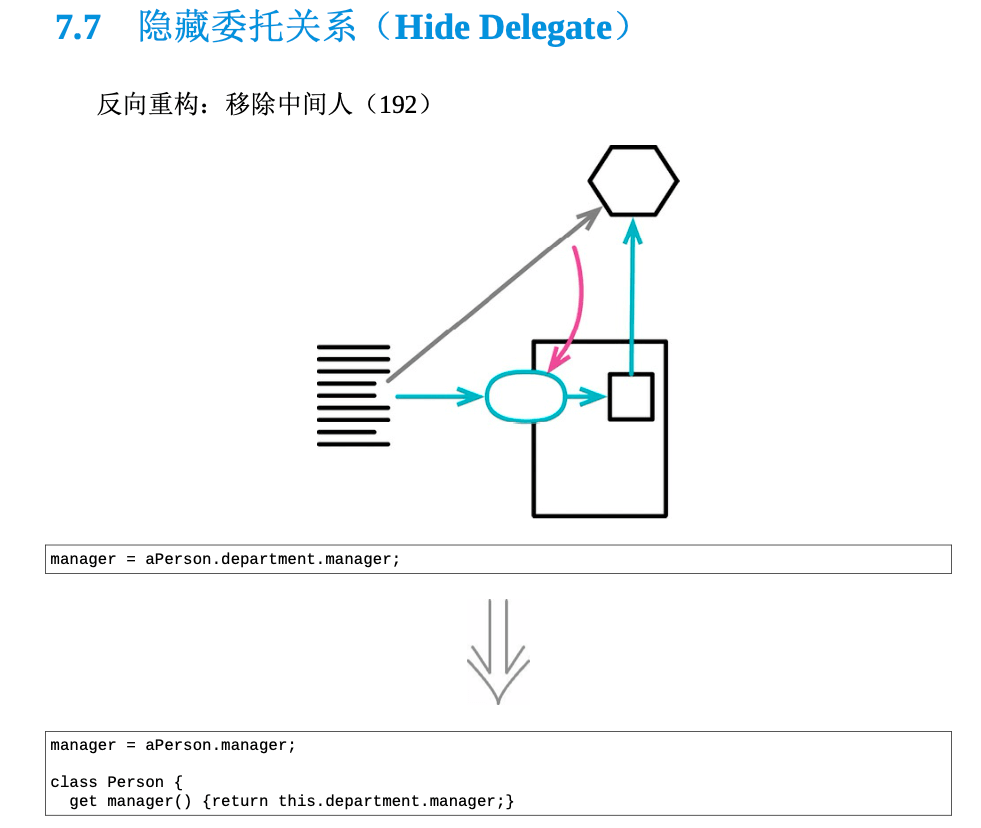 7.7 隐藏委托关系（Hide Delegate）
反向重构：移除中间人（192）
manager = aPerson.department.manager;
manager = aPerson.manager;
class Person {
  get manager() {return this.department.manager;}